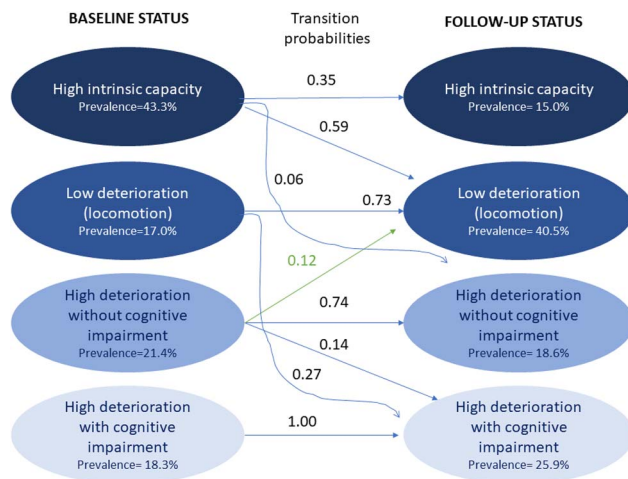 BASELINE STATUS
Transition
probabilities
FOLLOW-UP STATUS
High intrinsic capacity
Prevalence=43.3%
0.35
High intrinsic capacity
Prevalence= 15.0%
0.59
0.06
Low deterioration
(locomotion)
Prevalence=17.0%
0.73
Low deterioration
(locomotion)
Prevalence= 40.5%
0.12
High deterioration
without cognitive
impairment
Prevalence=21.4%
0.74
High deterioration
without cognitive
impairment
Prevalence= 18.6%
0.14
0.27
High deterioration
with cognitive
impairment
Prevalence= 18.3%
1.00
High deterioration
with cognitive
impairment
Prevalence= 25.9%